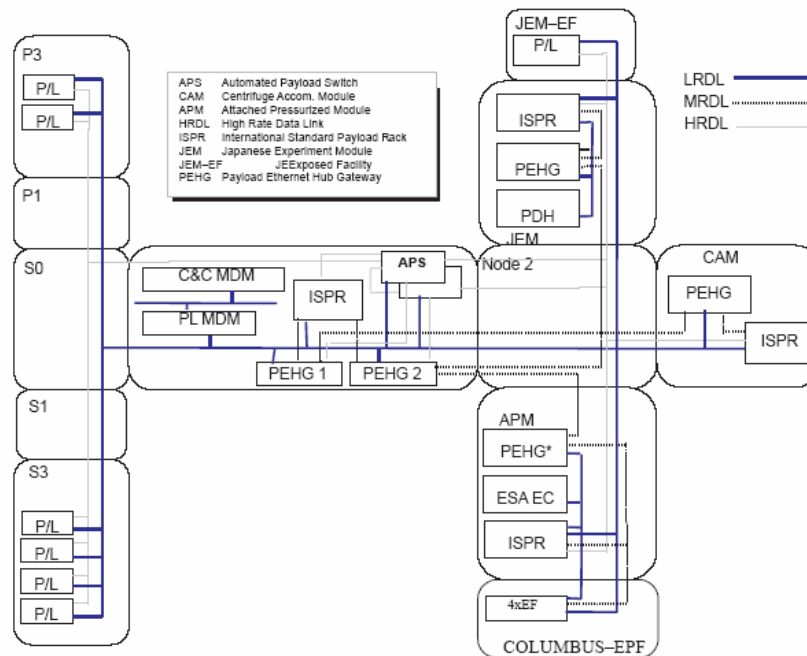 JEM–EF
P/L
P3
P/L
P/L
APS Automated Payload Switch
CAM Centrifuge Accom. Module
APM Attached Pressurized Module
HRDL High Rate Data Link
ISPR International Standard Payload Rack
JEM Japanese Experiment Module
JEM–EF JEExposed Facility
PEHG Payload Ethernet Hub Gateway
LRDL
MRDL
HRDL
ISPR
PEHG
PDH
JEM
P1
S0
C&C MDM
PL MDM
ISPR
APS
Node 2
CAM
PEHG
ISPR
PEHG 1
PEHG 2
S1
APM
PEHG*
ESA EC
ISPR
S3
P/L
P/L
P/L
P/L
4xEF
COLUMBUS–EPF